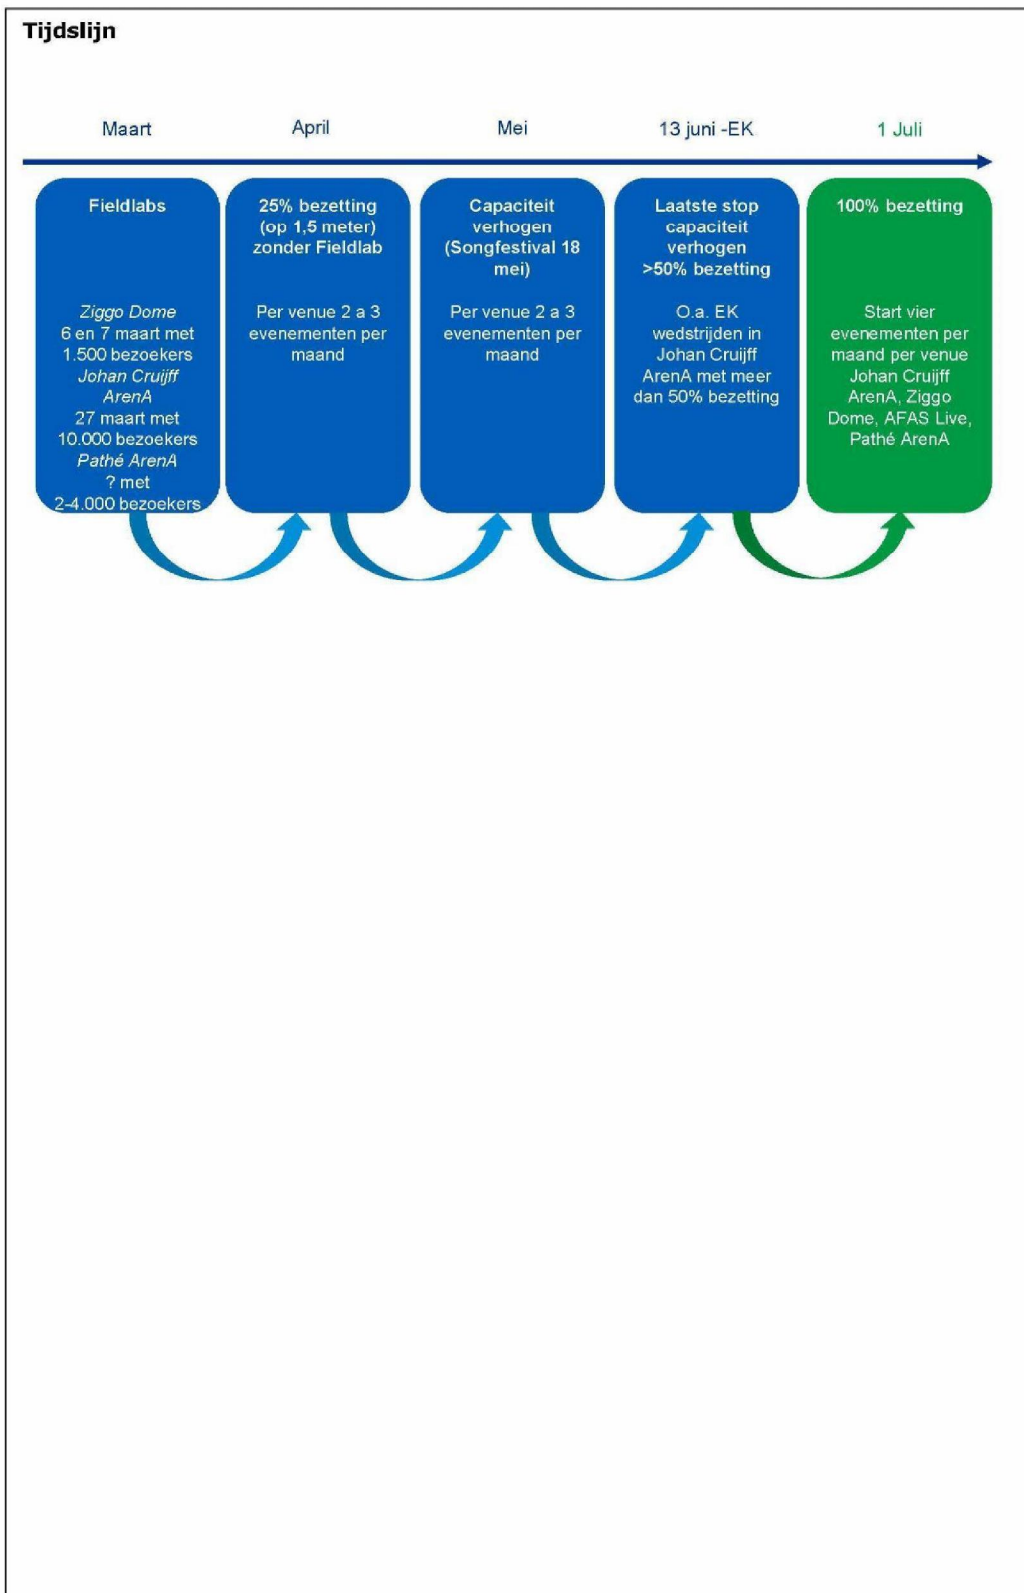 Tijdslijn
Maart
April
Mei
13 juni -EK
1 Juli
Fieldlabs
Ziggo Dome
6 en 7 maart met
1.500 bezoekers
Johan Cruijff
ArenA
27 maart met
10.000 bezoekers
Pathé ArenA
? met
2-4.000 bezoekers
25% bezetting
(op 1,5 meter)
zonder Fieldlab
Per venue 2 a 3
evenementen per
maand
Capaciteit
verhogen
(Songfestival 18
mei)
Per venue 2 a 3
evenementen per
maand
Laatste stop
capaciteit
verhogen
>50% bezetting
O.a. EK
wedstrijden in
Johan Cruijff
ArenA met meer
dan 50% bezetting
100% bezetting
Start vier
evenementen per
maand per venue
Johan Cruijff
ArenA, Ziggo
Dome, AFAS Live,
Pathé ArenA